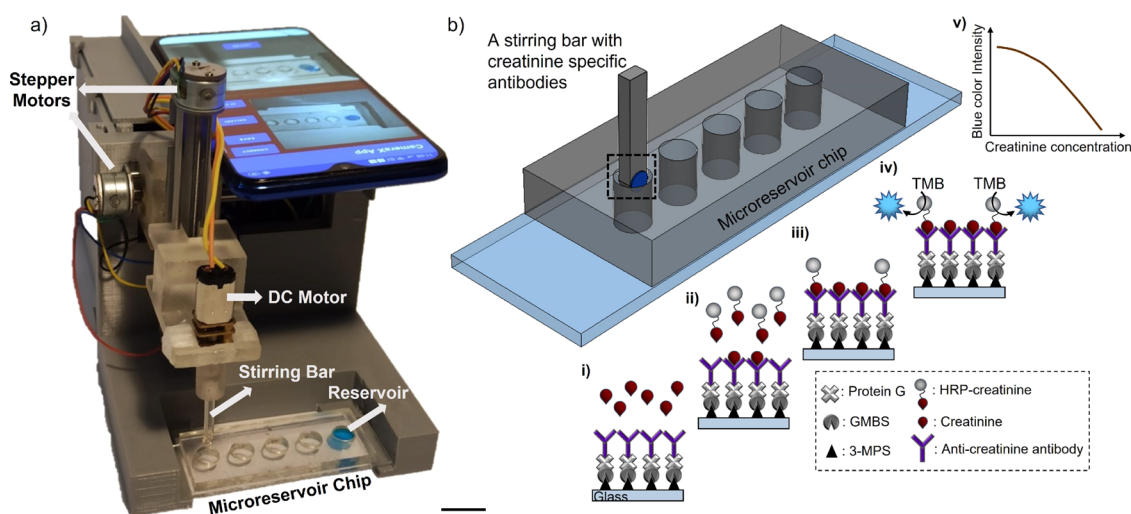 a)
Stepper
Motors
CameraX App
DC Motor
Stirring Bar
Reservoir
Microreservoir Chip
b)
A stirring bar with
creatinine specific
antibodies
Microreservoir chip
v)
Blue color Intensity
Creatinine concentration
iv)
TMB
TMB
iii)
ii)
i)
Glass
: Protein G
: HRP-creatinine
: GMBS
: Creatinine
: 3-MPS
: Anti-creatinine antibody